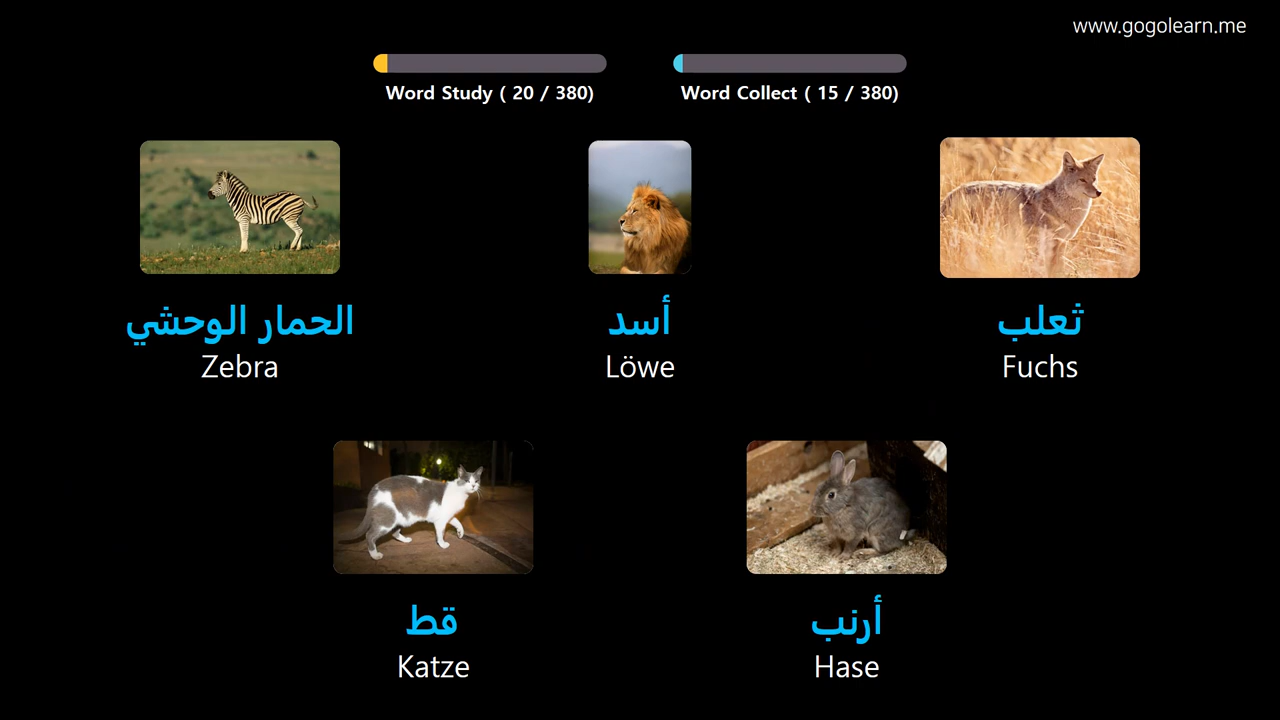 www.gogolearn.me
Word Study ( 20 / 380)
Word Collect ( 15 / 380)
الحمار الوحشي
Zebra
أسد
Löwe
ثعلب
Fuchs
قط
Katze
أرنب
Hase